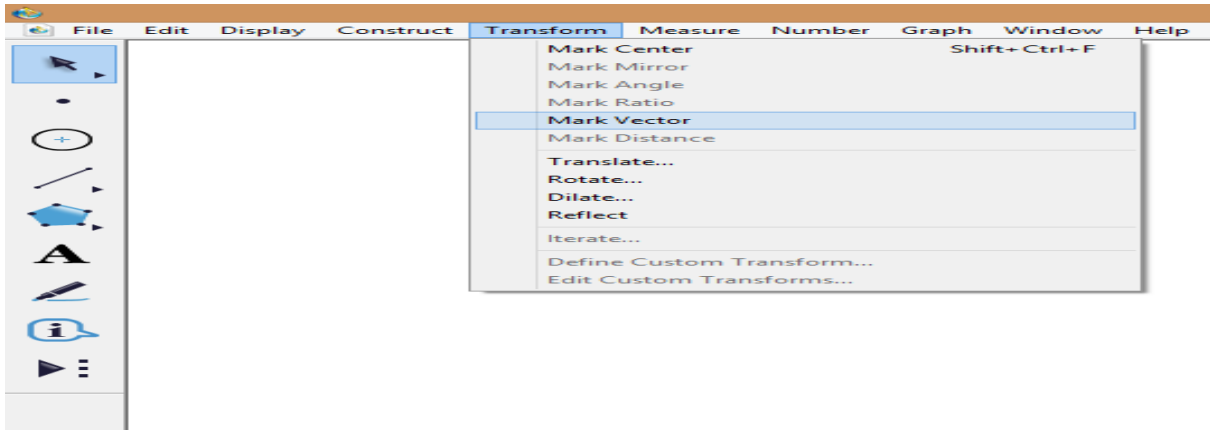 File Edit Display Construct Transform Measure Number Graph Window Help
Mark Center Shift+Ctrl+F
Mark Mirror
Mark Angle
Mark Ratio
Mark Vector
Mark Distance
Translate...
Rotate...
Dilate...
Reflect
Iterate...
Define Custom Transform...
Edit Custom Transforms...
A
i